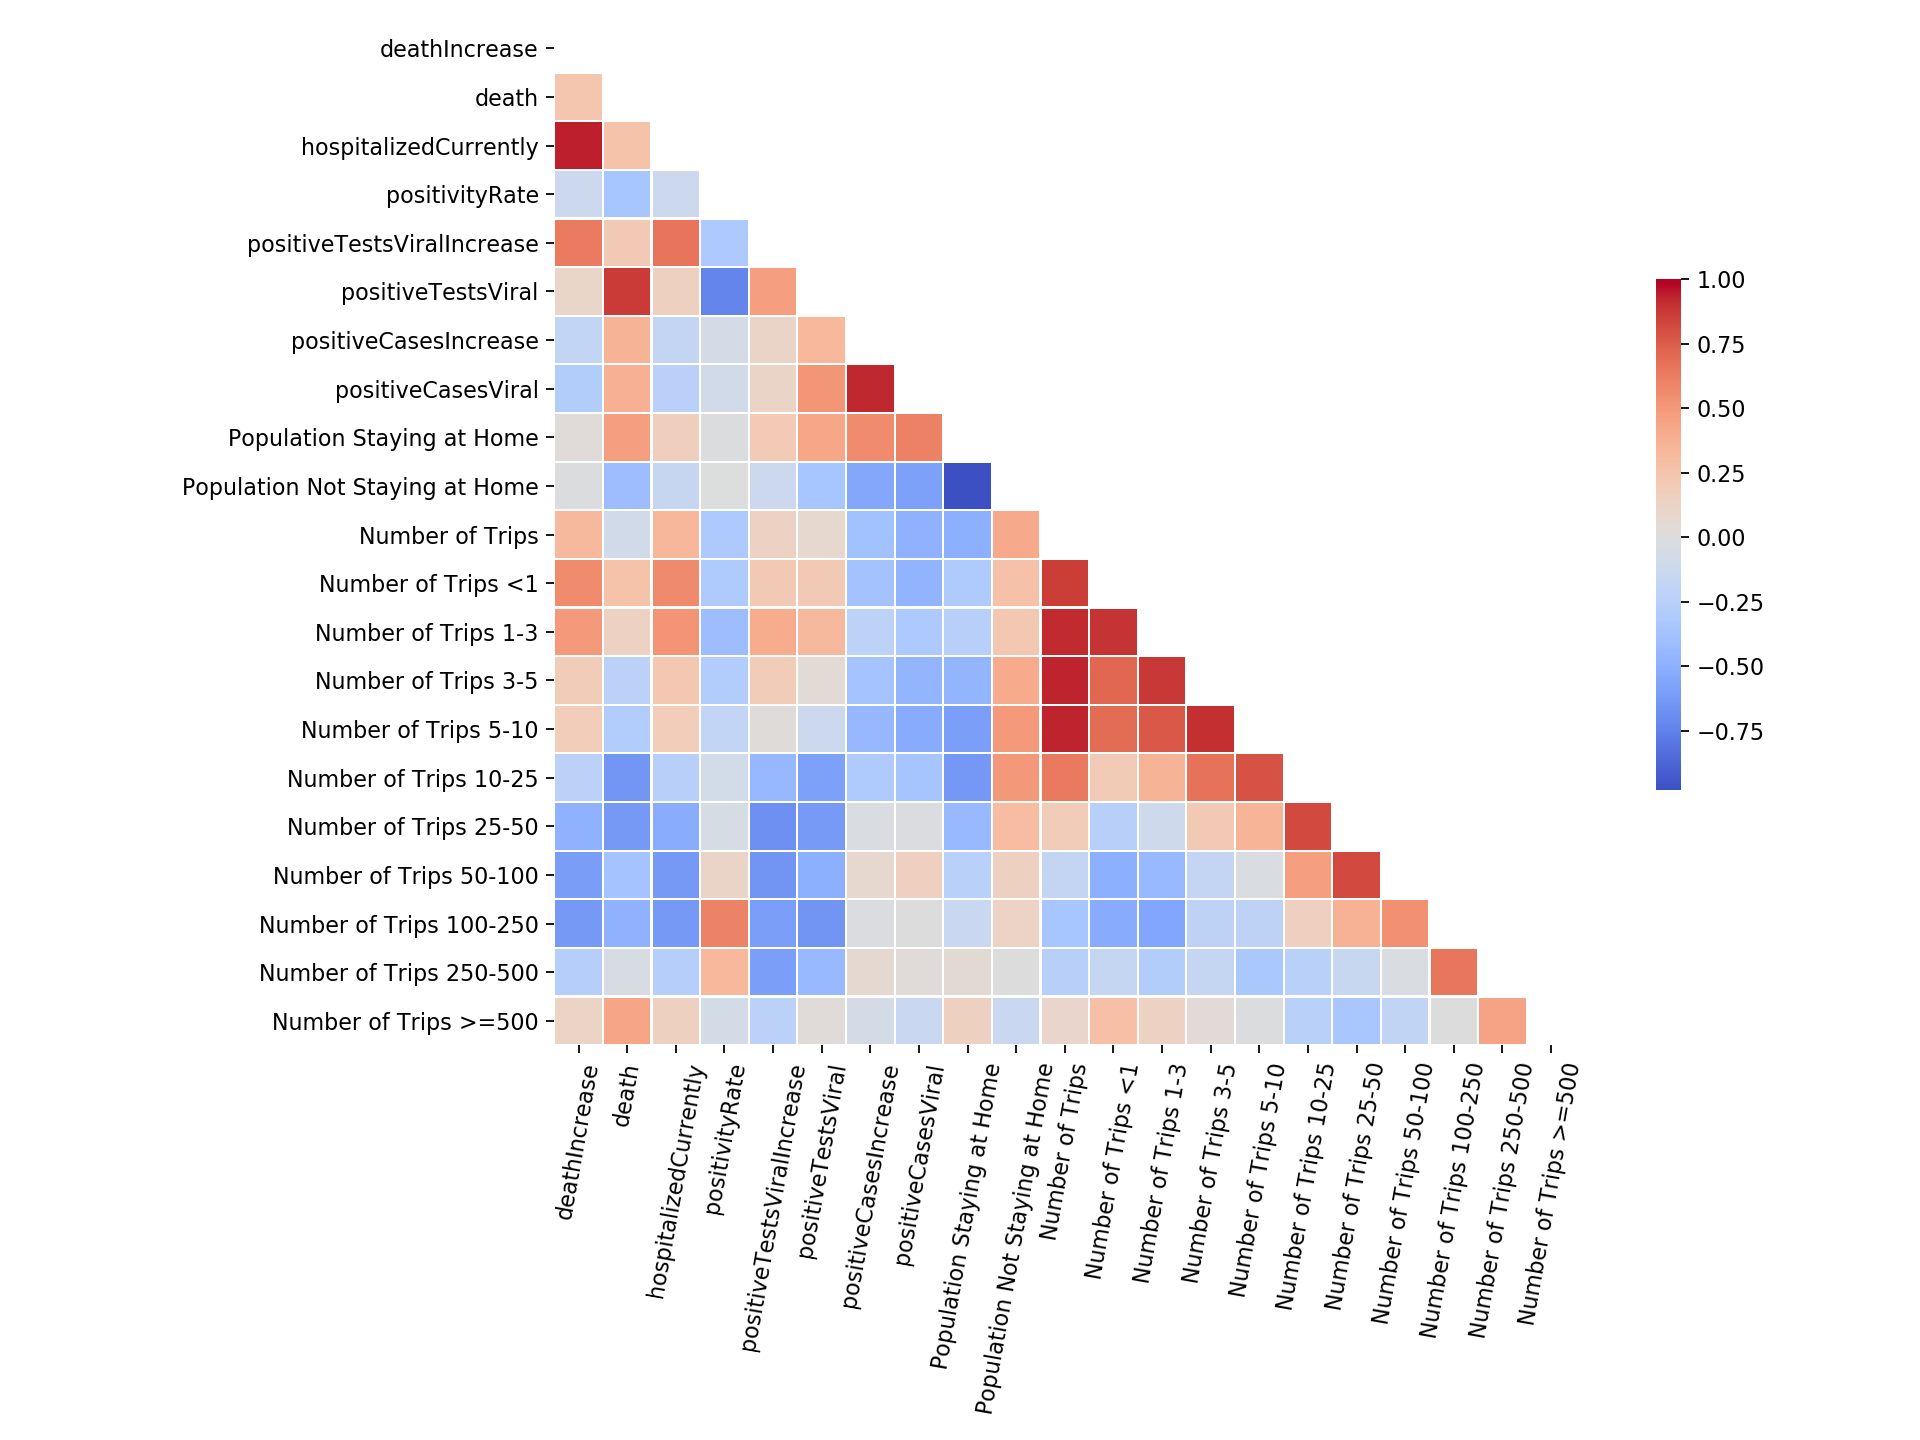 deathIncrease
death
hospitalizedCurrently
positivityRate
positiveTestsViralIncrease
positiveTestsViral
positiveCasesIncrease
positiveCasesViral
Population Staying at Home
Population Not Staying at Home
Number of Trips
Number of Trips <1
Number of Trips 1-3
Number of Trips 3-5
Number of Trips 5-10
Number of Trips 10-25
Number of Trips 25-50
Number of Trips 50-100
Number of Trips 100-250
Number of Trips 250-500
Number of Trips >=500
deathIncrease
death
hospitalizedCurrently
positivityRate
positiveTestsViralIncrease
positiveTestsViral
positiveCasesIncrease
positiveCasesViral
Population Staying at Home
Population Not Staying at Home
Number of Trips
Number of Trips <1
Number of Trips 1-3
Number of Trips 3-5
Number of Trips 5-10
Number of Trips 10-25
Number of Trips 25-50
Number of Trips 50-100
Number of Trips 100-250
Number of Trips 250-500
Number of Trips >=500
1.00
0.75
0.50
0.25
0.00
−0.25
−0.50
−0.75